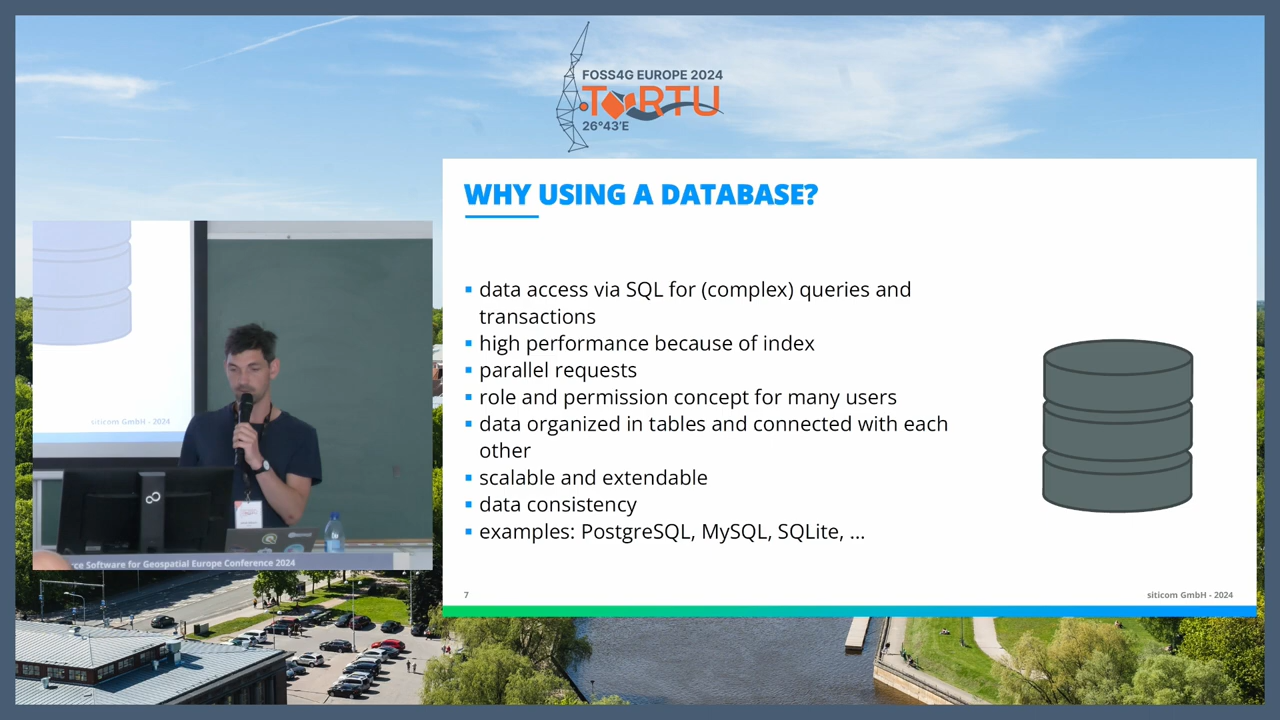 FOSS4G EUROPE 2024
TARTU
26°43'E
WHY USING A DATABASE?
data access via SQL for (complex) queries and
transactions
high performance because of index
parallel requests
role and permission concept for many users
data organized in tables and connected with each
other
scalable and extendable
data consistency
examples: PostgreSQL, MySQL, SQLite, ...
7
siticom GmbH - 2024
siticom GmbH - 2024
rce Software for Geospatial Europe Conference 2024